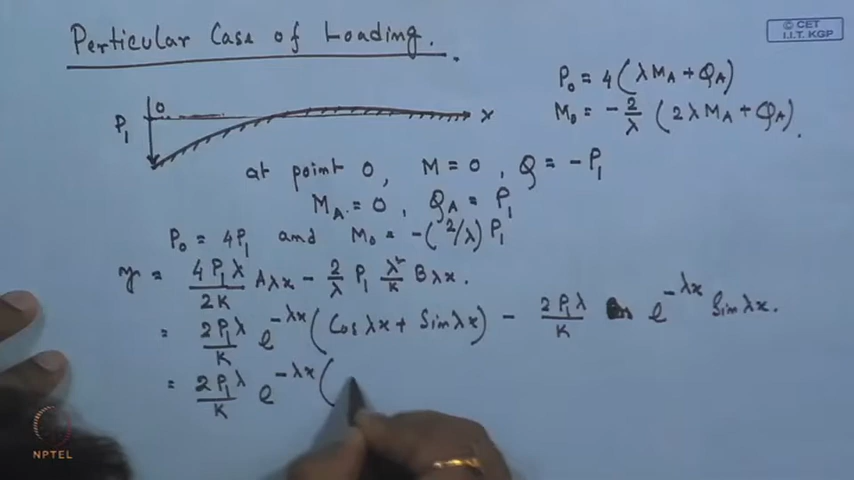 Perticular Case of Loading.
© CET
I.I.T. KGP
P₀ = 4 (λM_A + Q_A)
M₀ = - 2/λ (2λM_A + Q_A).
0
P₁
x
at point 0, M = 0, Q = -P₁
M_A = 0, Q_A = P₁
P₀ = 4P₁ and M₀ = -(2/λ) P₁
y = 4P₁λ/2K A_λx - 2/λ P₁ λ²/K B_λx.
= 2P₁λ/K e^-λx (Cos λx + Sin λx) - 2P₁λ/K e^-λx Sin λx.
= 2P₁λ/K e^-λx (
NPTEL